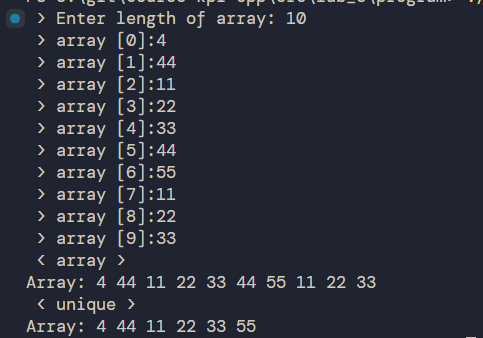 > Enter length of array: 10
> array [0]:4
> array [1]:44
> array [2]:11
> array [3]:22
> array [4]:33
> array [5]:44
> array [6]:55
> array [7]:11
> array [8]:22
> array [9]:33
< array >
Array: 4 44 11 22 33 44 55 11 22 33
< unique >
Array: 4 44 11 22 33 55